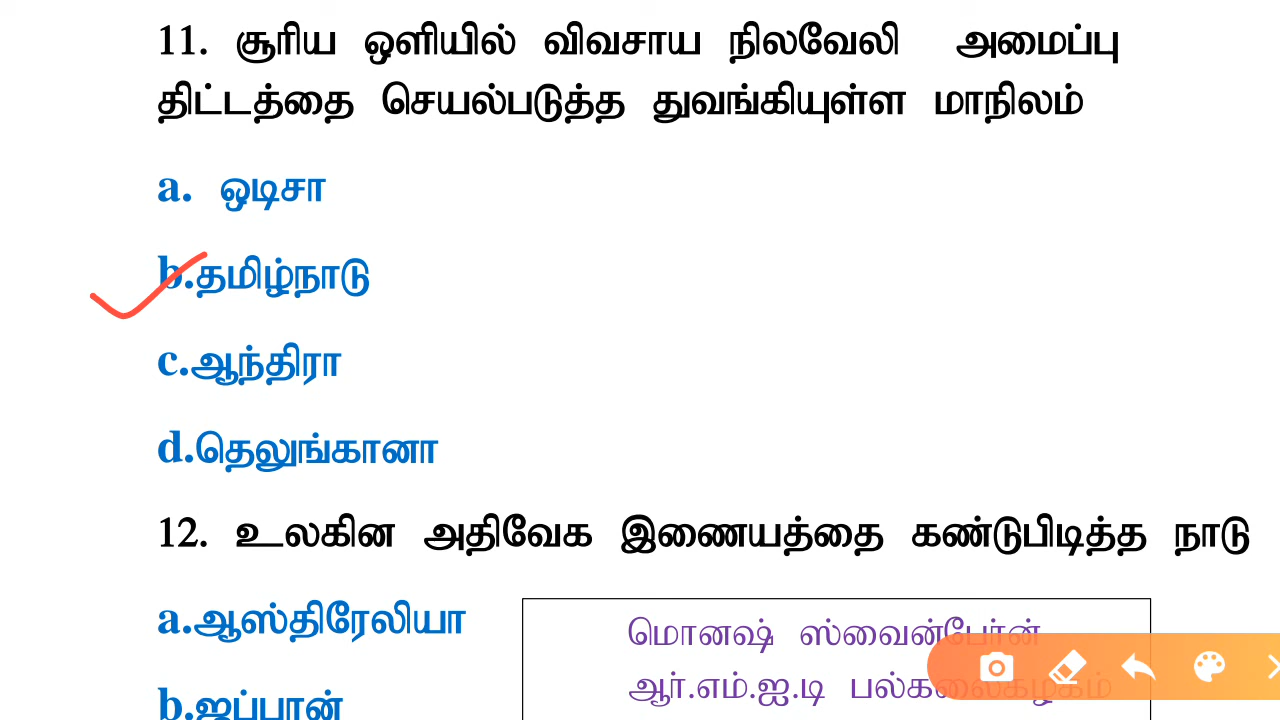 11. சூரிய ஒளியில் விவசாய நிலவேலி அமைப்பு
திட்டத்தை செயல்படுத்த துவங்கியுள்ள மாநிலம்
a. ஒடிசா
b.தமிழ்நாடு
c.ஆந்திரா
d.தெலுங்கானா
12. உலகின அதிவேக இணையத்தை கண்டுபிடித்த நாடு
a.ஆஸ்திரேலியா
மொனஷ் ஸ்வைன்பேர்ன்
ஆர்.எம்.ஐ.டி பல்கலைகழகம்
b.ஜப்பான்